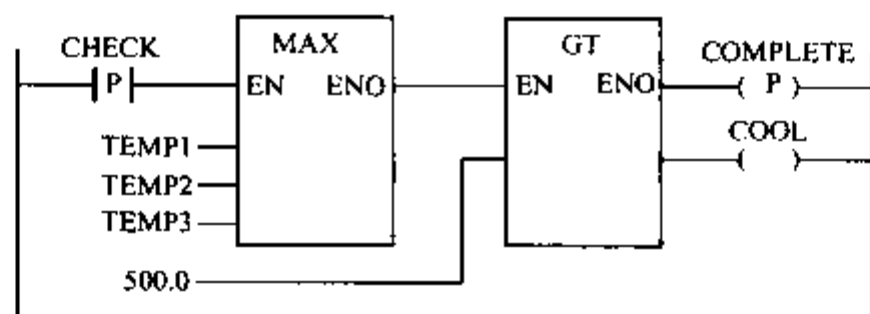 CHECK
MAX
GT
COMPLETE
P
EN ENO
EN ENO
( P )
COOL
( )
TEMP1
TEMP2
TEMP3
500.0